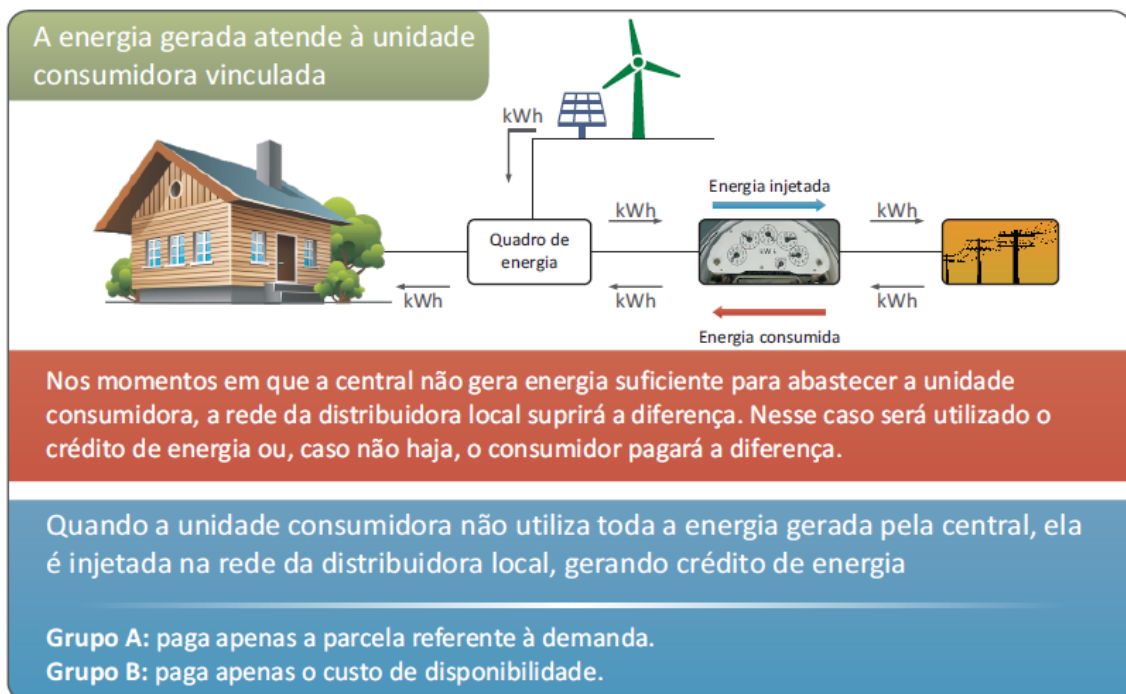 A energia gerada atende à unidade
consumidora vinculada
kWh
Energia injetada
kWh
kWh
Quadro de
energia
kWh
kWh
kWh
kWh
Energia consumida
Nos momentos em que a central não gera energia suficiente para abastecer a unidade
consumidora, a rede da distribuidora local suprirá a diferença. Nesse caso será utilizado o
crédito de energia ou, caso não haja, o consumidor pagará a diferença.
Quando a unidade consumidora não utiliza toda a energia gerada pela central, ela
é injetada na rede da distribuidora local, gerando crédito de energia
Grupo A: paga apenas a parcela referente à demanda.
Grupo B: paga apenas o custo de disponibilidade.